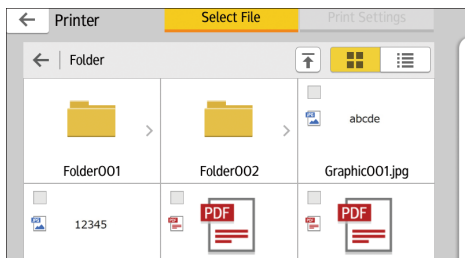 Printer
Select File
Print Settings
Folder
abcde
Folder001
Folder002
Graphic001.jpg
12345
PDF
PDF